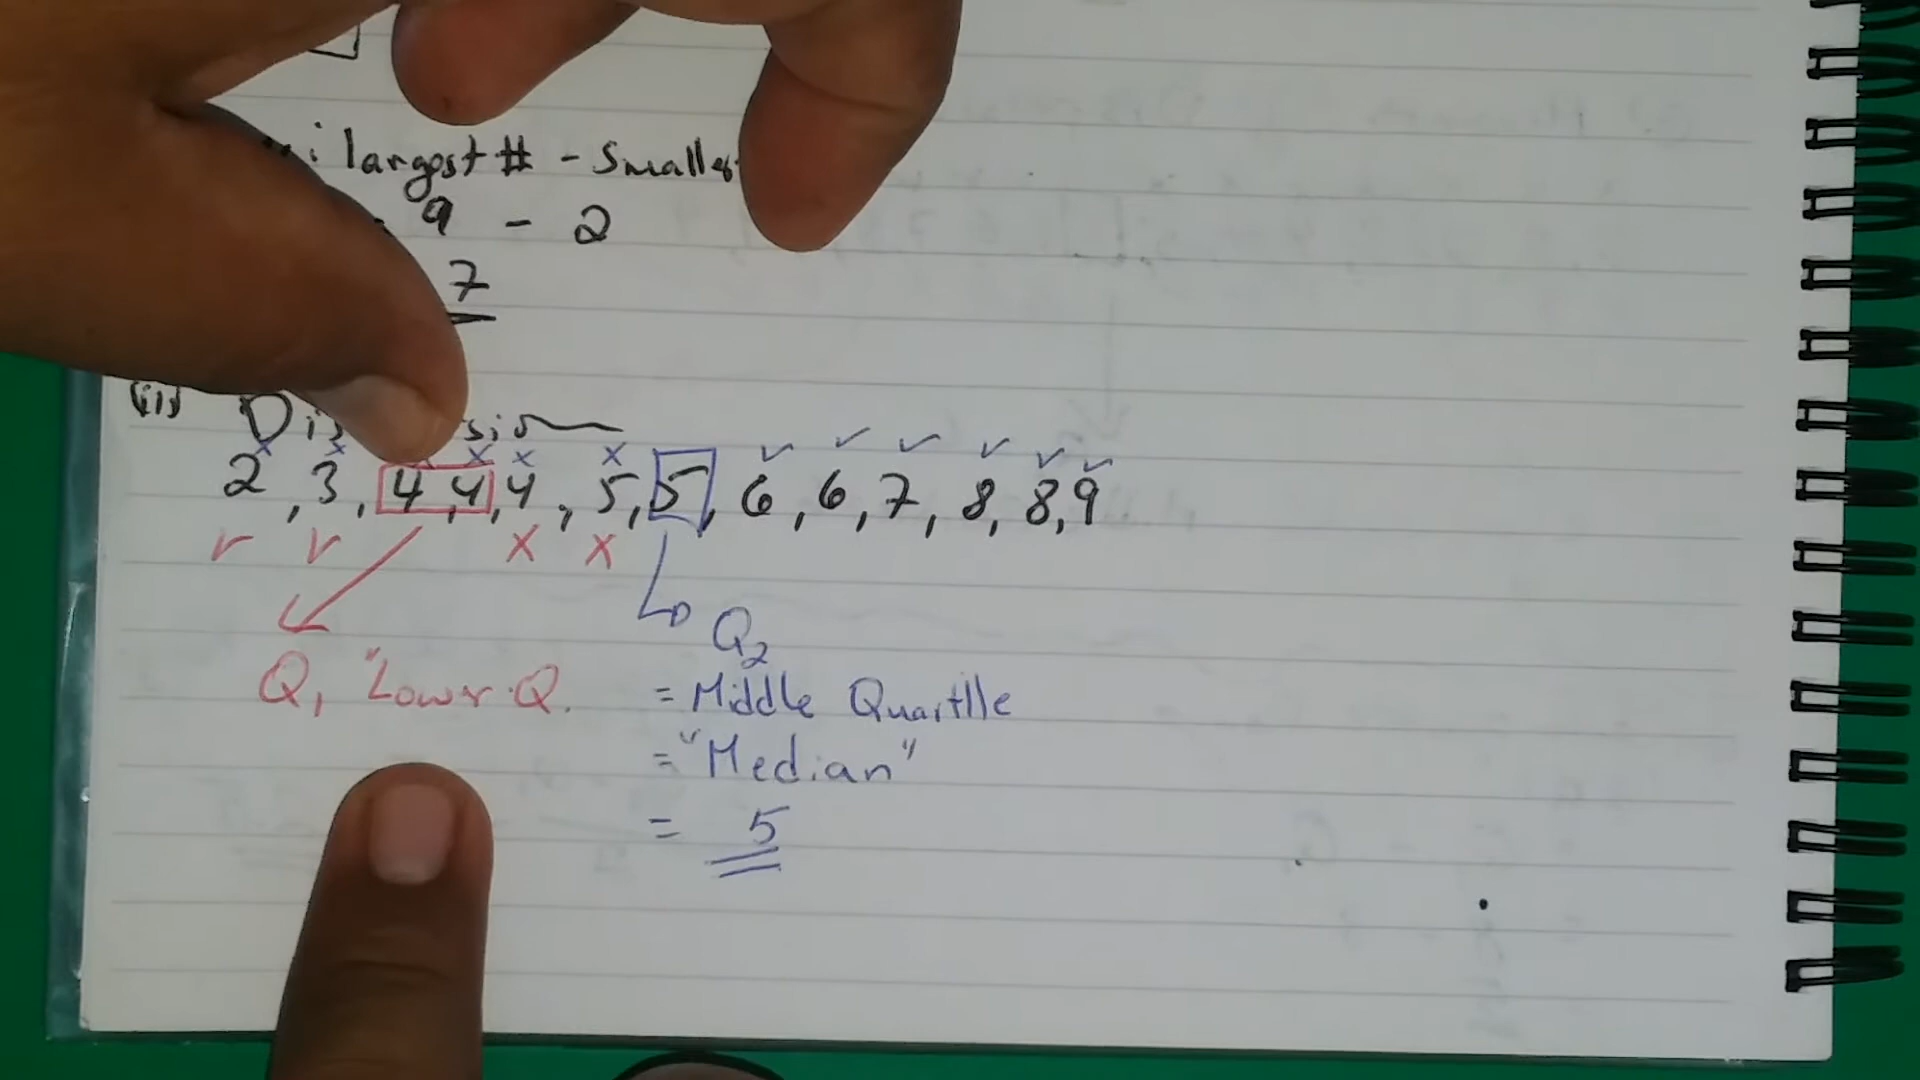 : largest # - Smalles
9 - 2
7
(ii)
2, 3, 4, 4, 4, 5, 5, 6, 6, 7, 8, 8, 9
Q1 "Lower Q.
Q2
= Middle Quartile
= "Median"
= 5